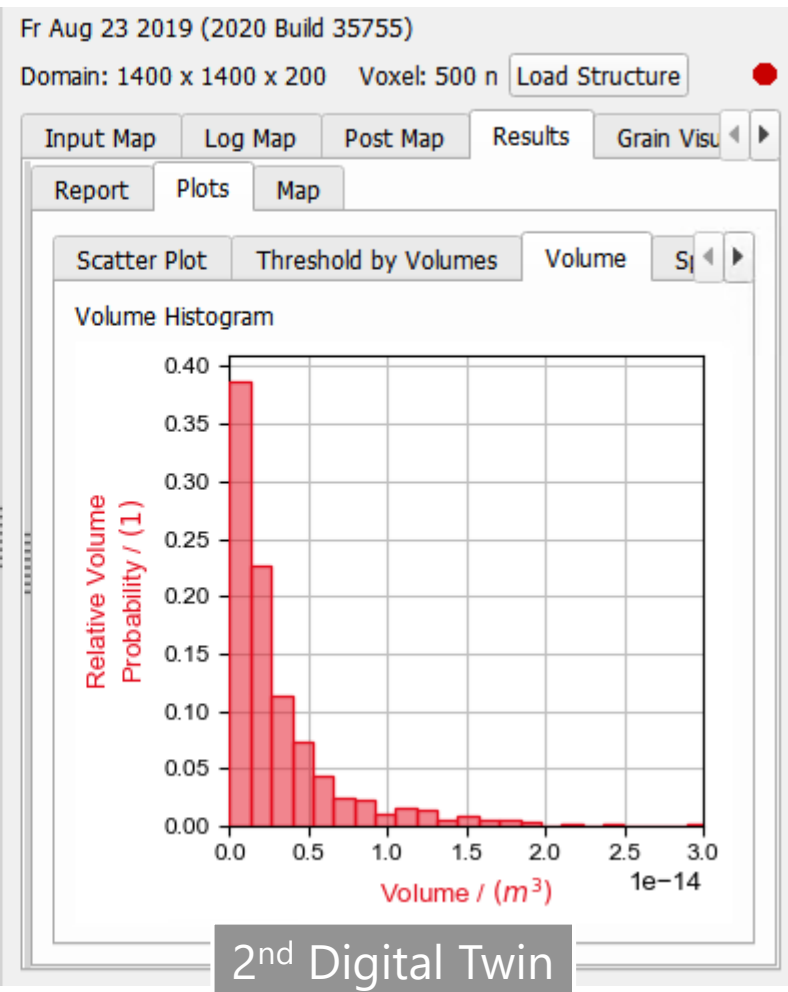 Fr Aug 23 2019 (2020 Build 35755)
Domain: 1400 x 1400 x 200 Voxel: 500 n Load Structure
Input Map Log Map Post Map Results Grain Visu
Report Plots Map
Scatter Plot Threshold by Volumes Volume Sp
Volume Histogram
0.40
0.35
0.30
0.25
0.20
0.15
0.10
0.05
0.00
Relative Volume
Probability / (1)
0.0 0.5 1.0 1.5 2.0 2.5 3.0
1e−14
Volume / (m³)
2nd Digital Twin